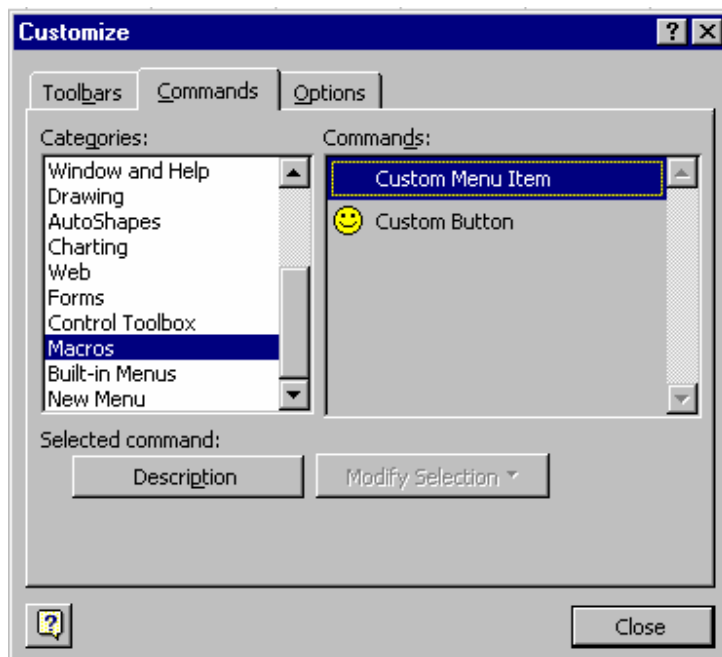 Customize
Toolbars Commands Options
Categories: Commands:
Window and Help
Drawing
AutoShapes
Charting
Web
Forms
Control Toolbox
Macros
Built-in Menus
New Menu
Custom Menu Item
Custom Button
Selected command:
Description Modify Selection
Close